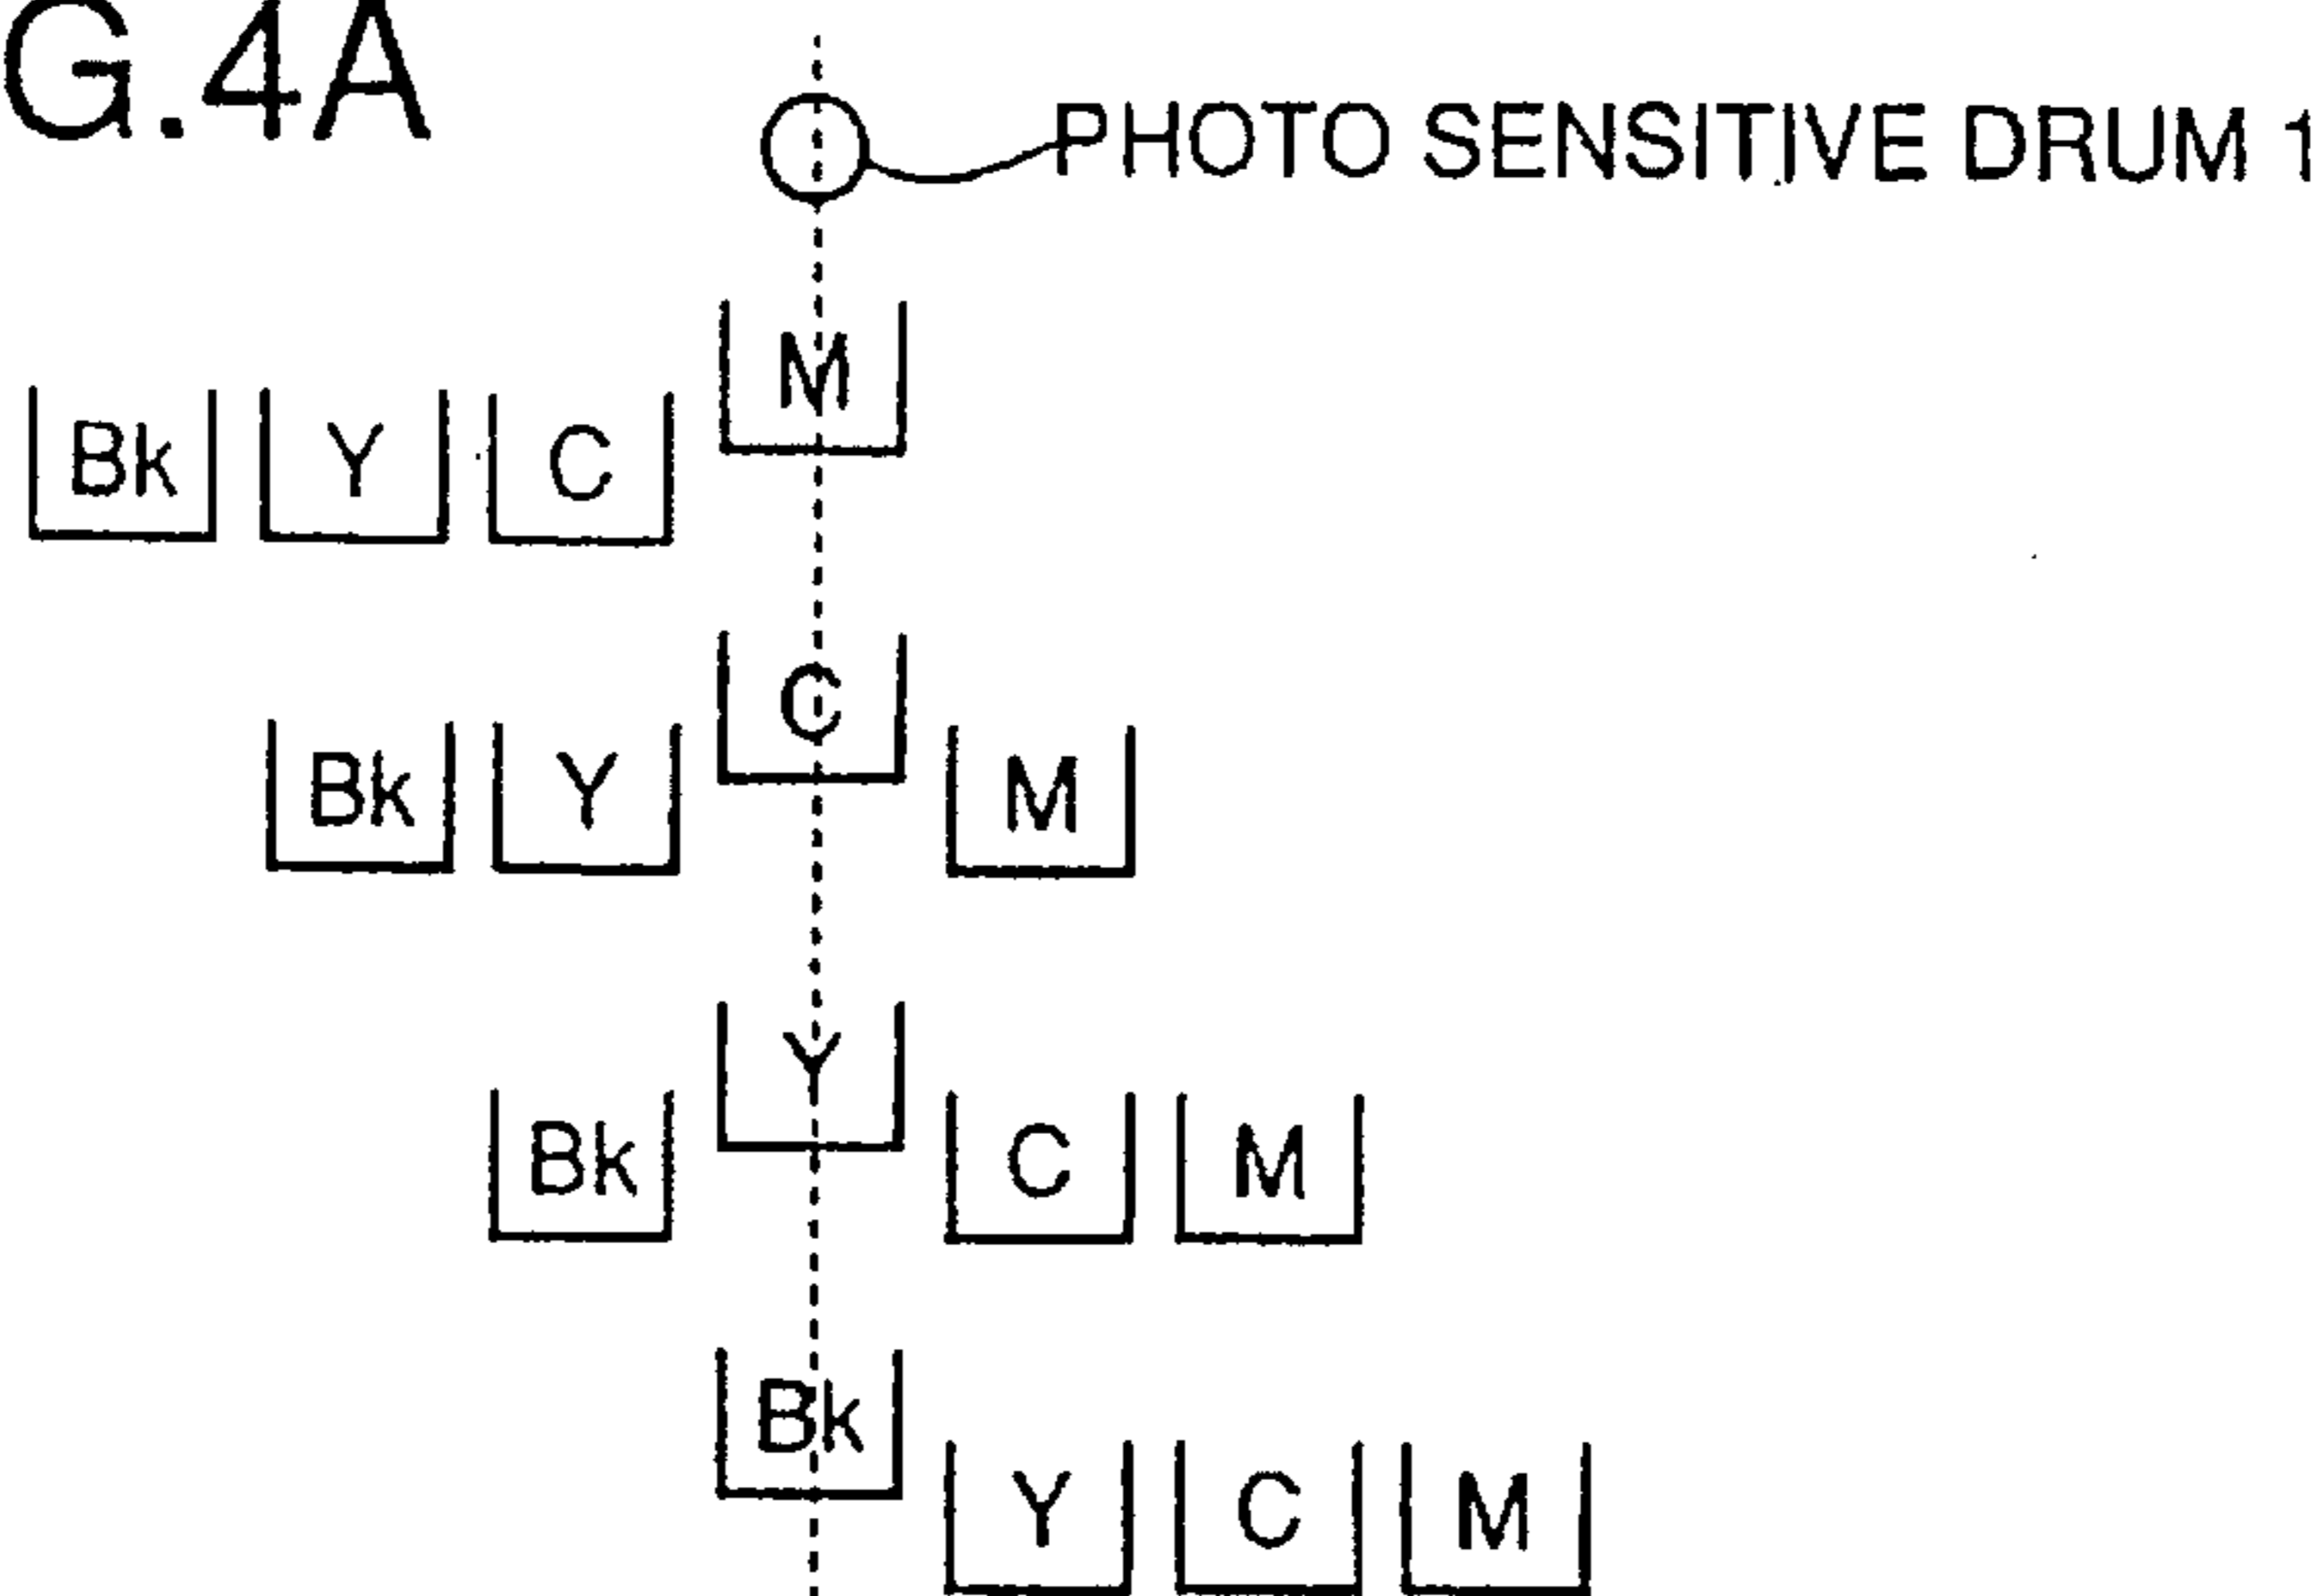 G.4A
PHOTO SENSITIVE DRUM 1
M
Bk Y C
C
Bk Y M
Y
Bk C M
Bk
Y C M